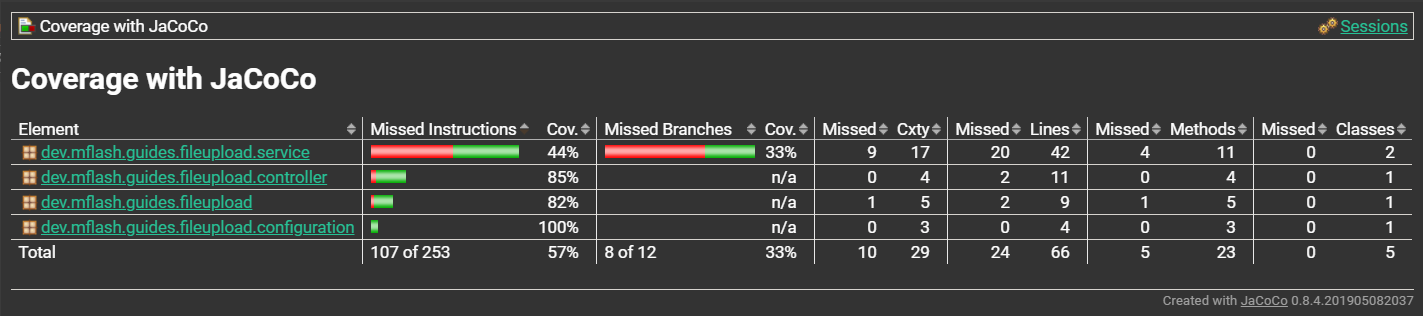 Coverage with JaCoCo Sessions
Coverage with JaCoCo
Element Missed Instructions Cov. Missed Branches Cov. Missed Cxty Missed Lines Missed Methods Missed Classes
dev.mflash.guides.fileupload.service 44% 33% 9 17 20 42 4 11 0 2
dev.mflash.guides.fileupload.controller 85% n/a 0 4 2 11 0 4 0 1
dev.mflash.guides.fileupload 82% n/a 1 5 2 9 1 5 0 1
dev.mflash.guides.fileupload.configuration 100% n/a 0 3 0 4 0 3 0 1
Total 107 of 253 57% 8 of 12 33% 10 29 24 66 5 23 0 5
Created with JaCoCo 0.8.4.201905082037